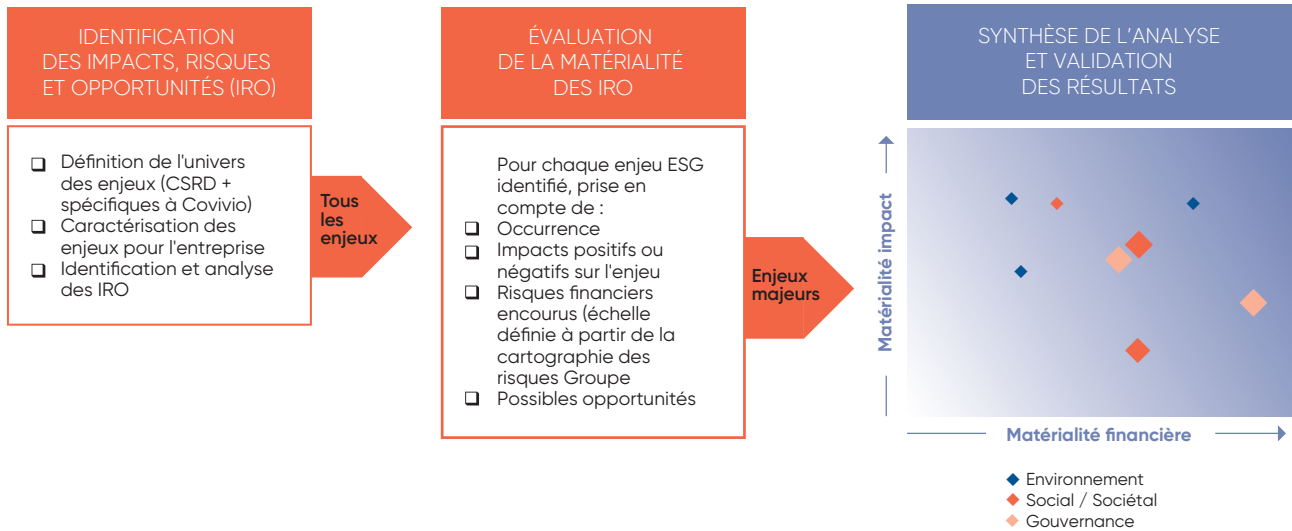 IDENTIFICATION
DES IMPACTS, RISQUES
ET OPPORTUNITÉS (IRO)
❑ Définition de l'univers
des enjeux (CSRD +
spécifiques à Covivio)
❑ Caractérisation des
enjeux pour l'entreprise
❑ Identification et analyse
des IRO
Tous
les
enjeux
ÉVALUATION
DE LA MATÉRIALITÉ
DES IRO
Pour chaque enjeu ESG
identifié, prise en
compte de :
❑ Occurrence
❑ Impacts positifs ou
négatifs sur l'enjeu
❑ Risques financiers
encourus (échelle
définie à partir de la
cartographie des
risques Groupe
❑ Possibles opportunités
Enjeux
majeurs
SYNTHÈSE DE L'ANALYSE
ET VALIDATION
DES RÉSULTATS
Matérialité impact
Matérialité financière
Environnement
Social / Sociétal
Gouvernance